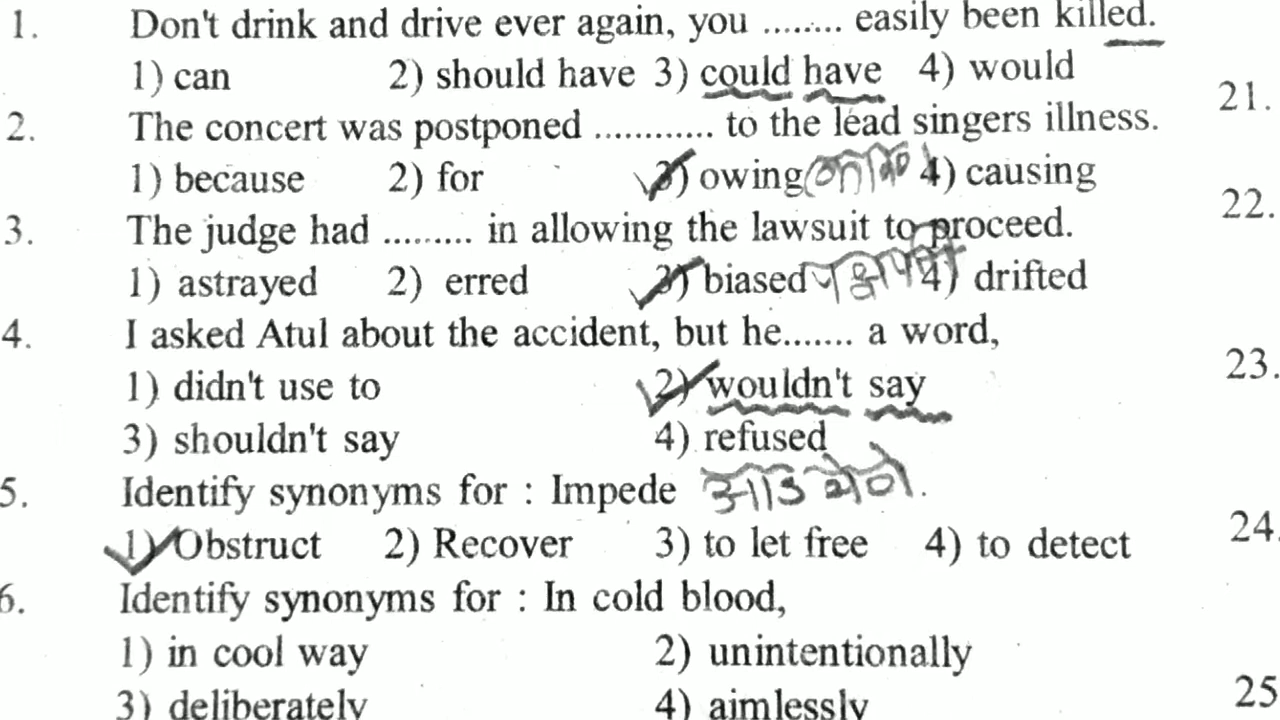 1. Don't drink and drive ever again, you ........ easily been killed.
1) can 2) should have 3) could have 4) would
21.
2. The concert was postponed ............ to the lead singers illness.
1) because 2) for 3) owing 4) causing
22.
3. The judge had ......... in allowing the lawsuit to proceed.
1) astrayed 2) erred 3) biased 4) drifted
4. I asked Atul about the accident, but he....... a word,
23.
1) didn't use to 2) wouldn't say
3) shouldn't say 4) refused
5. Identify synonyms for : Impede
24.
1) Obstruct 2) Recover 3) to let free 4) to detect
6. Identify synonyms for : In cold blood,
1) in cool way 2) unintentionally
25
3) deliberately 4) aimlessly